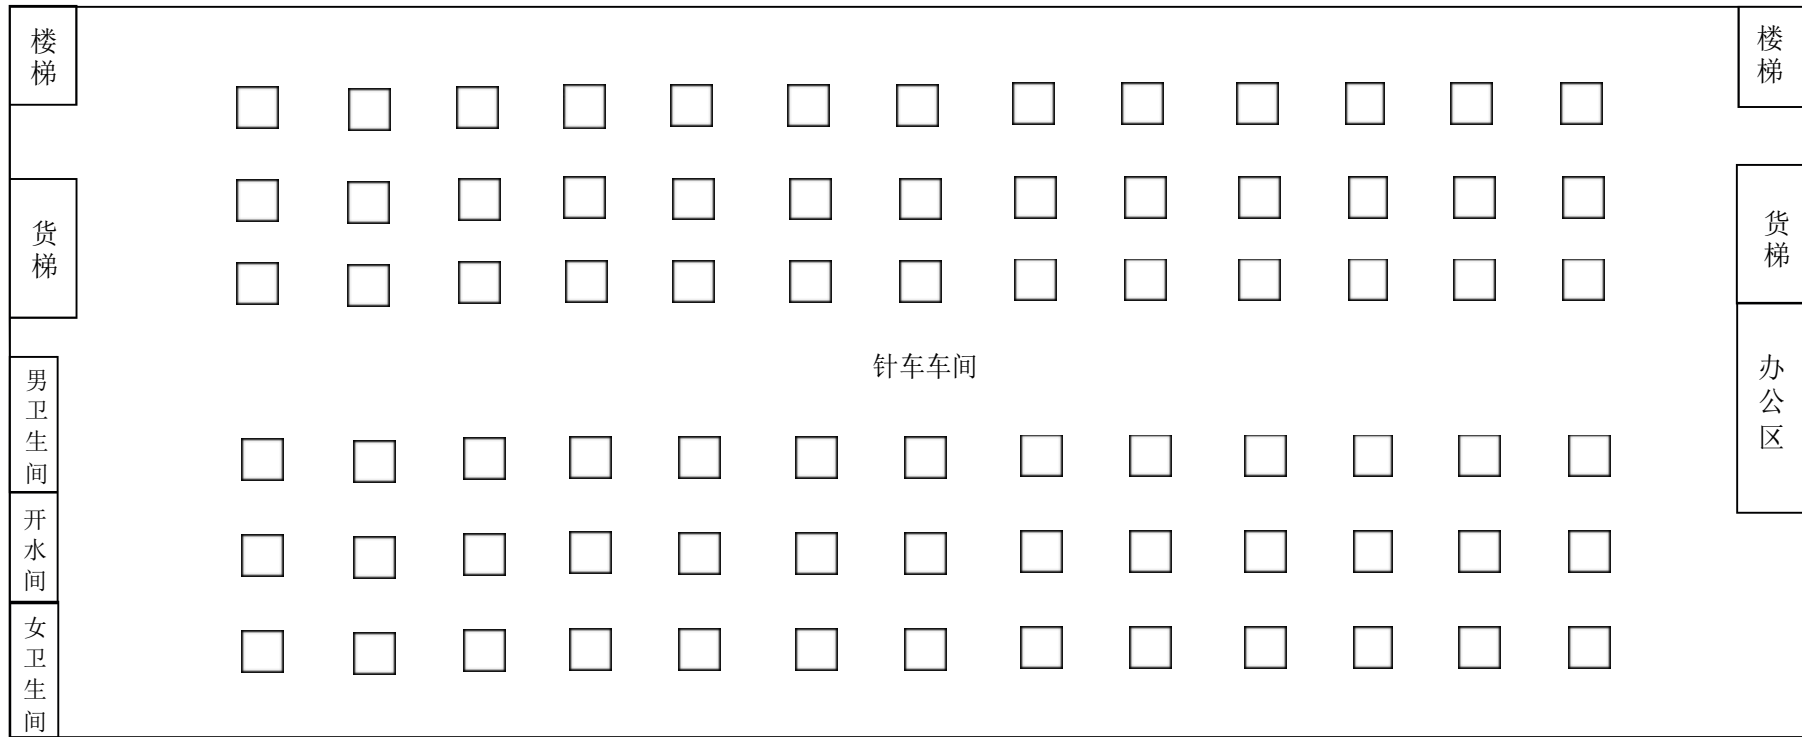 楼梯
楼梯
货梯
货梯
针车车间
办公区
男卫生间
开水间
女卫生间